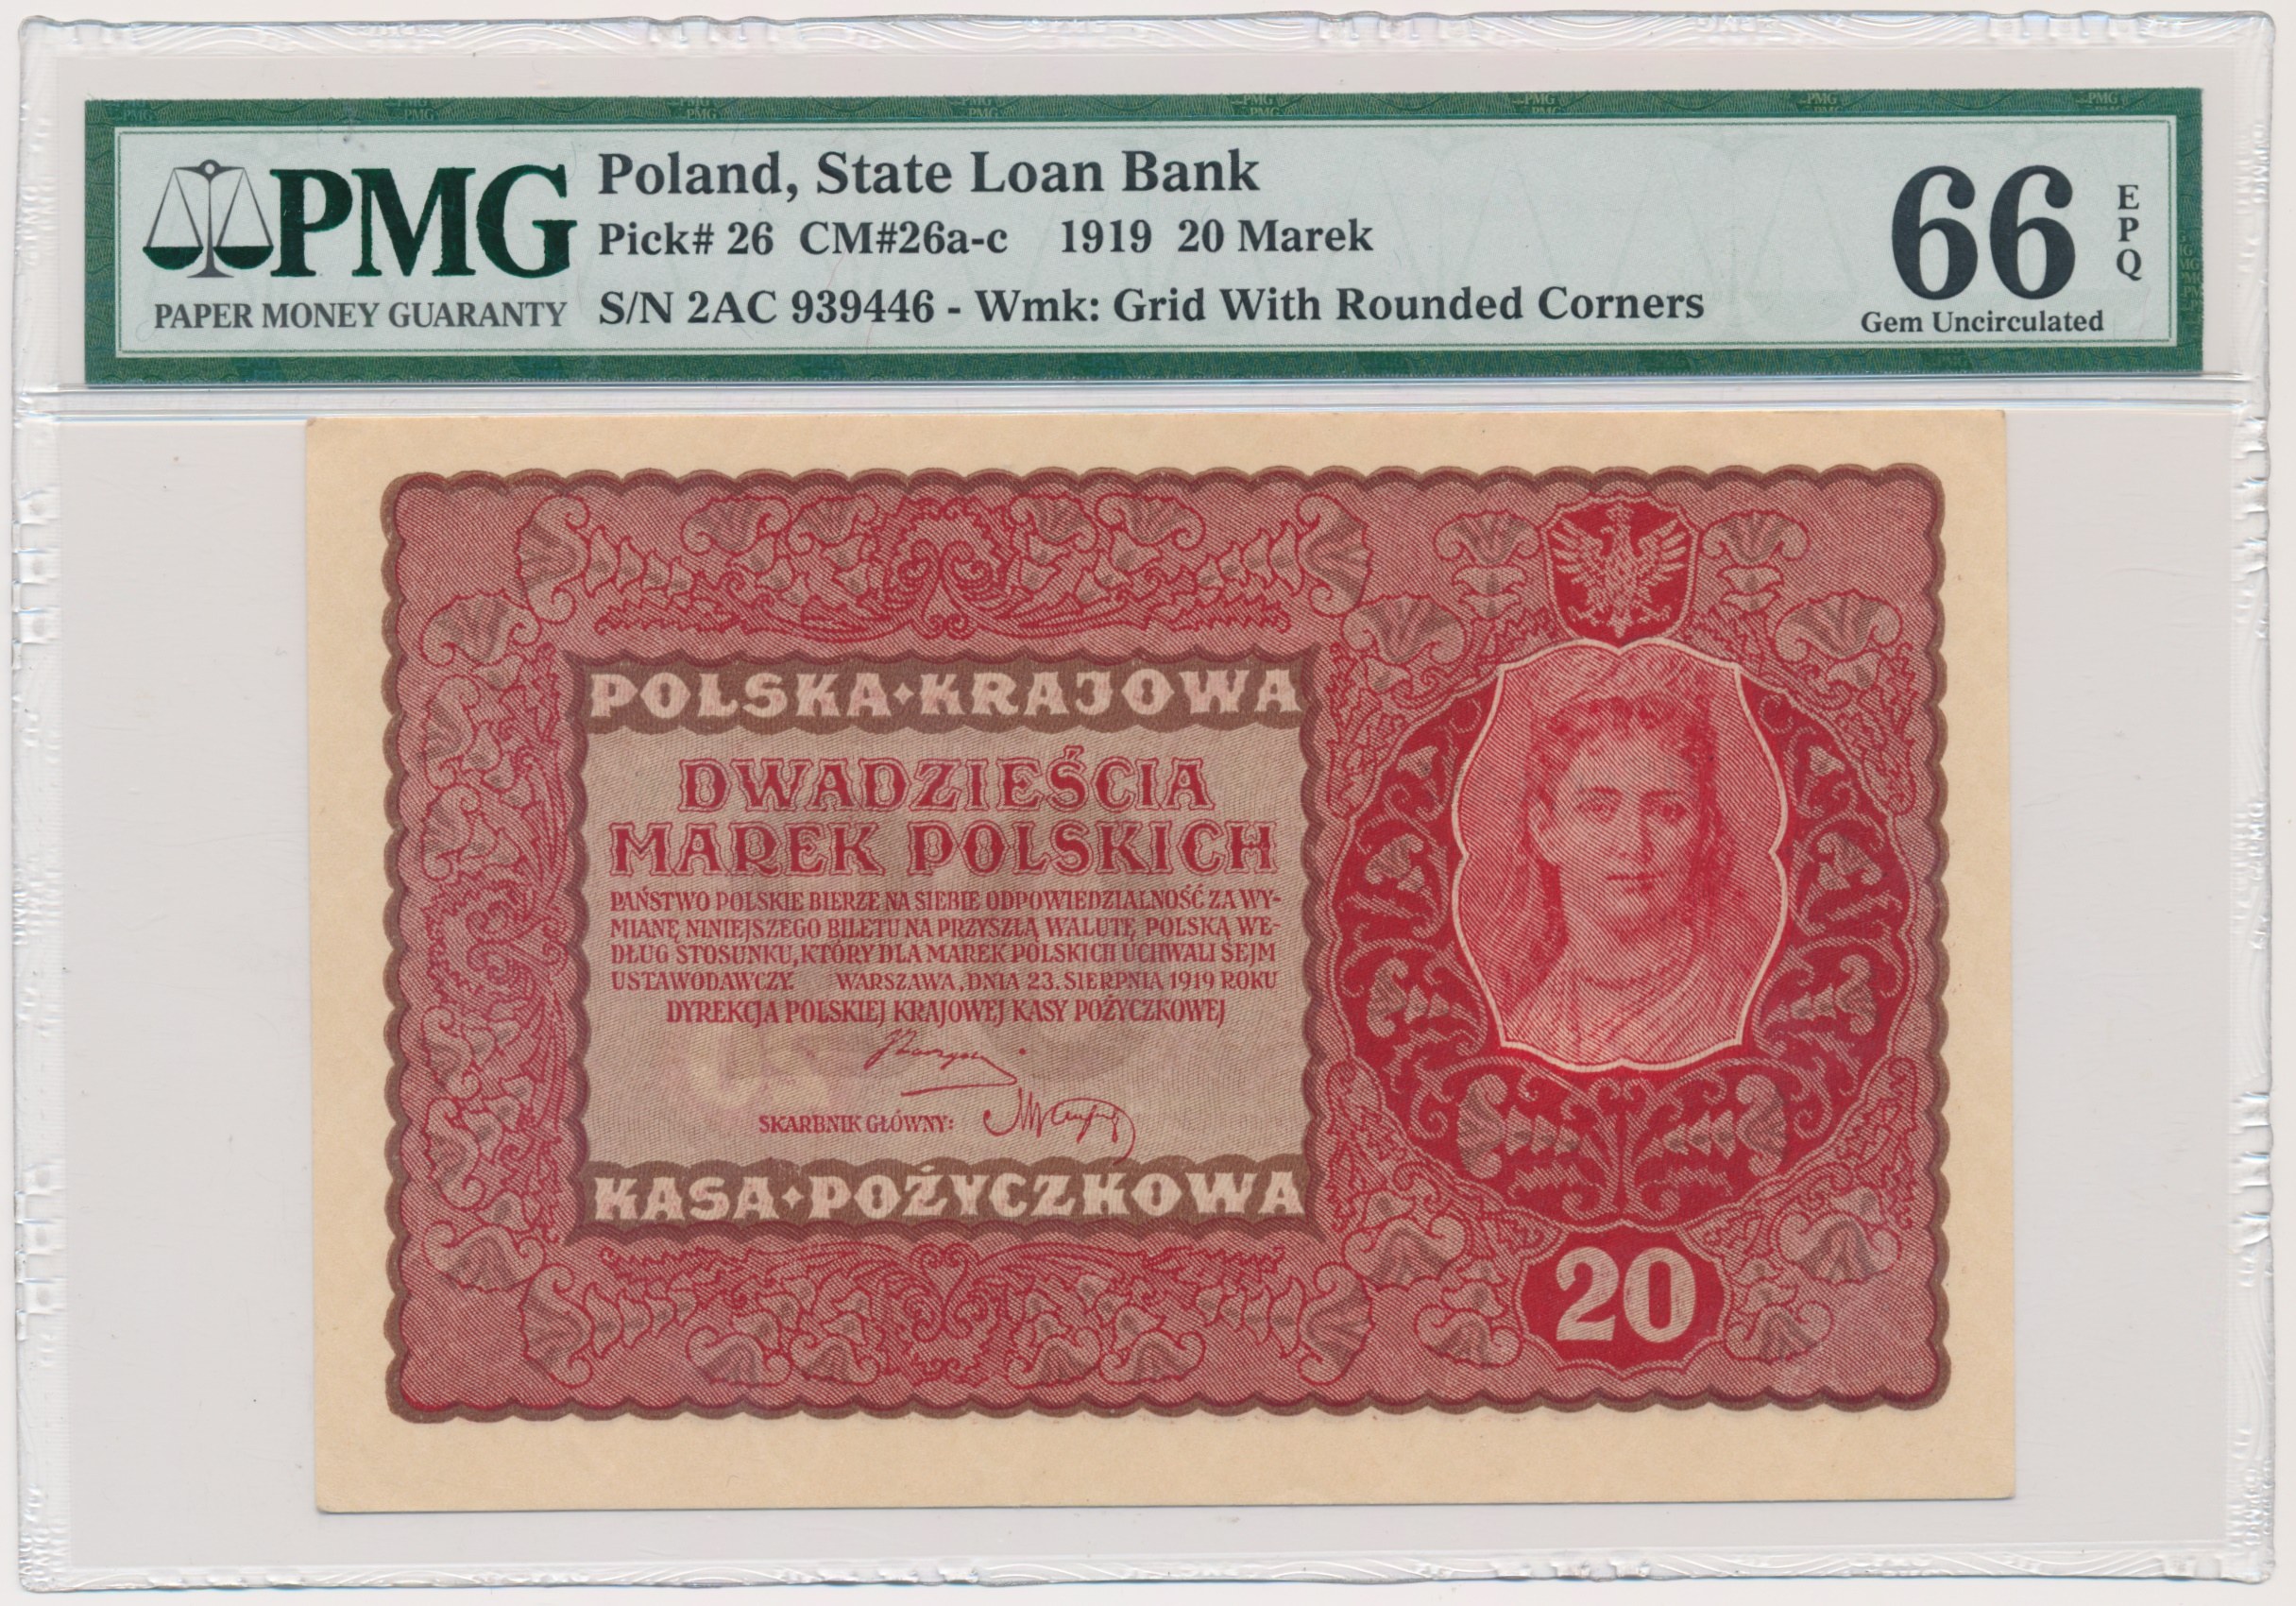 PMG
PAPER MONEY GUARANTY
Poland, State Loan Bank
Pick# 26 CM#26a-c 1919 20 Marek
S/N 2AC 939446 - Wmk: Grid With Rounded Corners
66
EPQ
Gem Uncirculated
POLSKA•KRAJOWA
DWADZIEŚCIA
MAREK POLSKICH
PAŃSTWO POLSKIE BIERZE NA SIEBIE ODPOWIEDZIALNOŚĆ ZA WY-
MIANĘ NINIEJSZEGO BILETU NA PRZYSZŁĄ WALUTĘ POLSKĄ WE-
DŁUG STOSUNKU, KTÓRY DLA MAREK POLSKICH UCHWALI SEJM
USTAWODAWCZY. WARSZAWA, DNIA 23. SIERPNIA 1919 ROKU
DYREKCJA POLSKIEJ KRAJOWEJ KASY POŻYCZKOWEJ
SKARBNIK GŁÓWNY:
KASA•POŻYCZKOWA
20